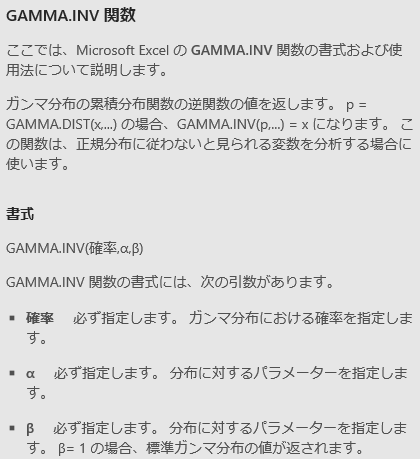 GAMMA.INV 関数
ここでは、Microsoft Excel の GAMMA.INV 関数の書式および使
用法について説明します。
ガンマ分布の累積分布関数の逆関数の値を返します。 p =
GAMMA.DIST(x,...) の場合、GAMMA.INV(p,...) = x になります。 こ
の関数は、正規分布に従わないと見られる変数を分析する場合に
使います。
書式
GAMMA.INV(確率,α,β)
GAMMA.INV 関数の書式には、次の引数があります。
▪ 確率 必ず指定します。 ガンマ分布における確率を指定しま
す。
▪ α 必ず指定します。 分布に対するパラメーターを指定しま
す。
▪ β 必ず指定します。 分布に対するパラメーターを指定しま
す。 β= 1 の場合、標準ガンマ分布の値が返されます。